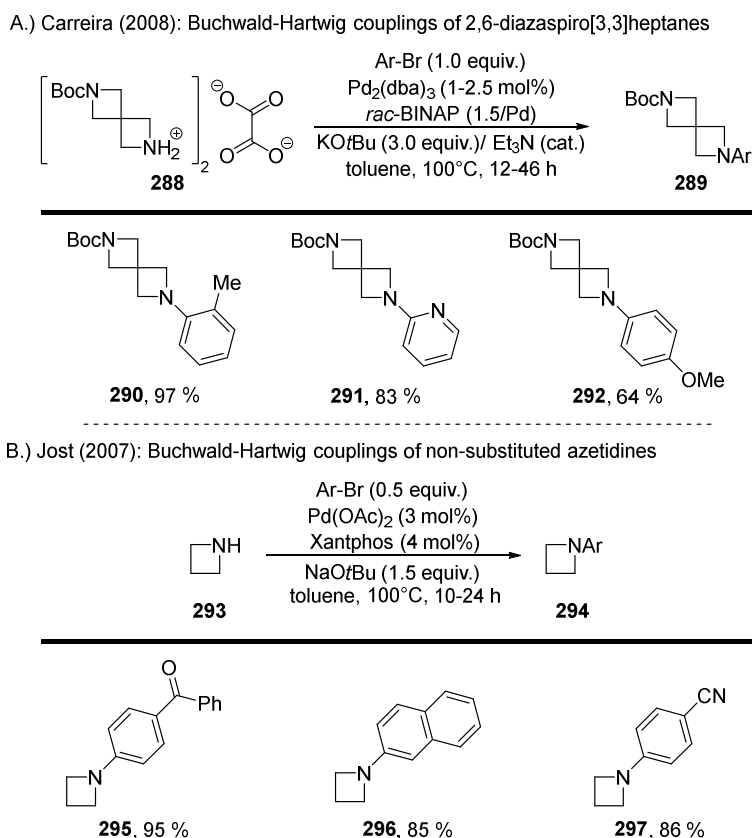 A.) Carreira (2008): Buchwald-Hartwig couplings of 2,6-diazaspiro[3,3]heptanes
Ar-Br (1.0 equiv.)
Pd2(dba)3 (1-2.5 mol%)
rac-BINAP (1.5/Pd)
KOtBu (3.0 equiv.)/ Et3N (cat.)
toluene, 100°C, 12-46 h
BocN
NH2
⊕
2
⊖
O
O
O
O
⊖
288
BocN
NAr
289
BocN
N
Me
290, 97 %
BocN
N
N
291, 83 %
BocN
N
OMe
292, 64 %
B.) Jost (2007): Buchwald-Hartwig couplings of non-substituted azetidines
Ar-Br (0.5 equiv.)
Pd(OAc)2 (3 mol%)
Xantphos (4 mol%)
NaOtBu (1.5 equiv.)
toluene, 100°C, 10-24 h
NH
293
NAr
294
O
Ph
N
295, 95 %
N
296, 85 %
CN
N
297, 86 %